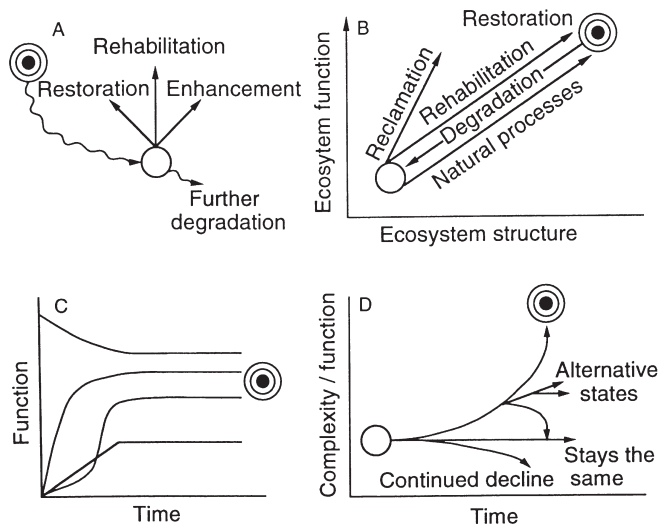 A
Rehabilitation
Restoration
Enhancement
Further
degradation
B
Restoration
Ecosytem function
Reclamation
Rehabilitation
Degradation
Natural processes
Ecosystem structure
C
Function
Time
D
Complexity / function
Alternative
states
Stays the
same
Continued decline
Time